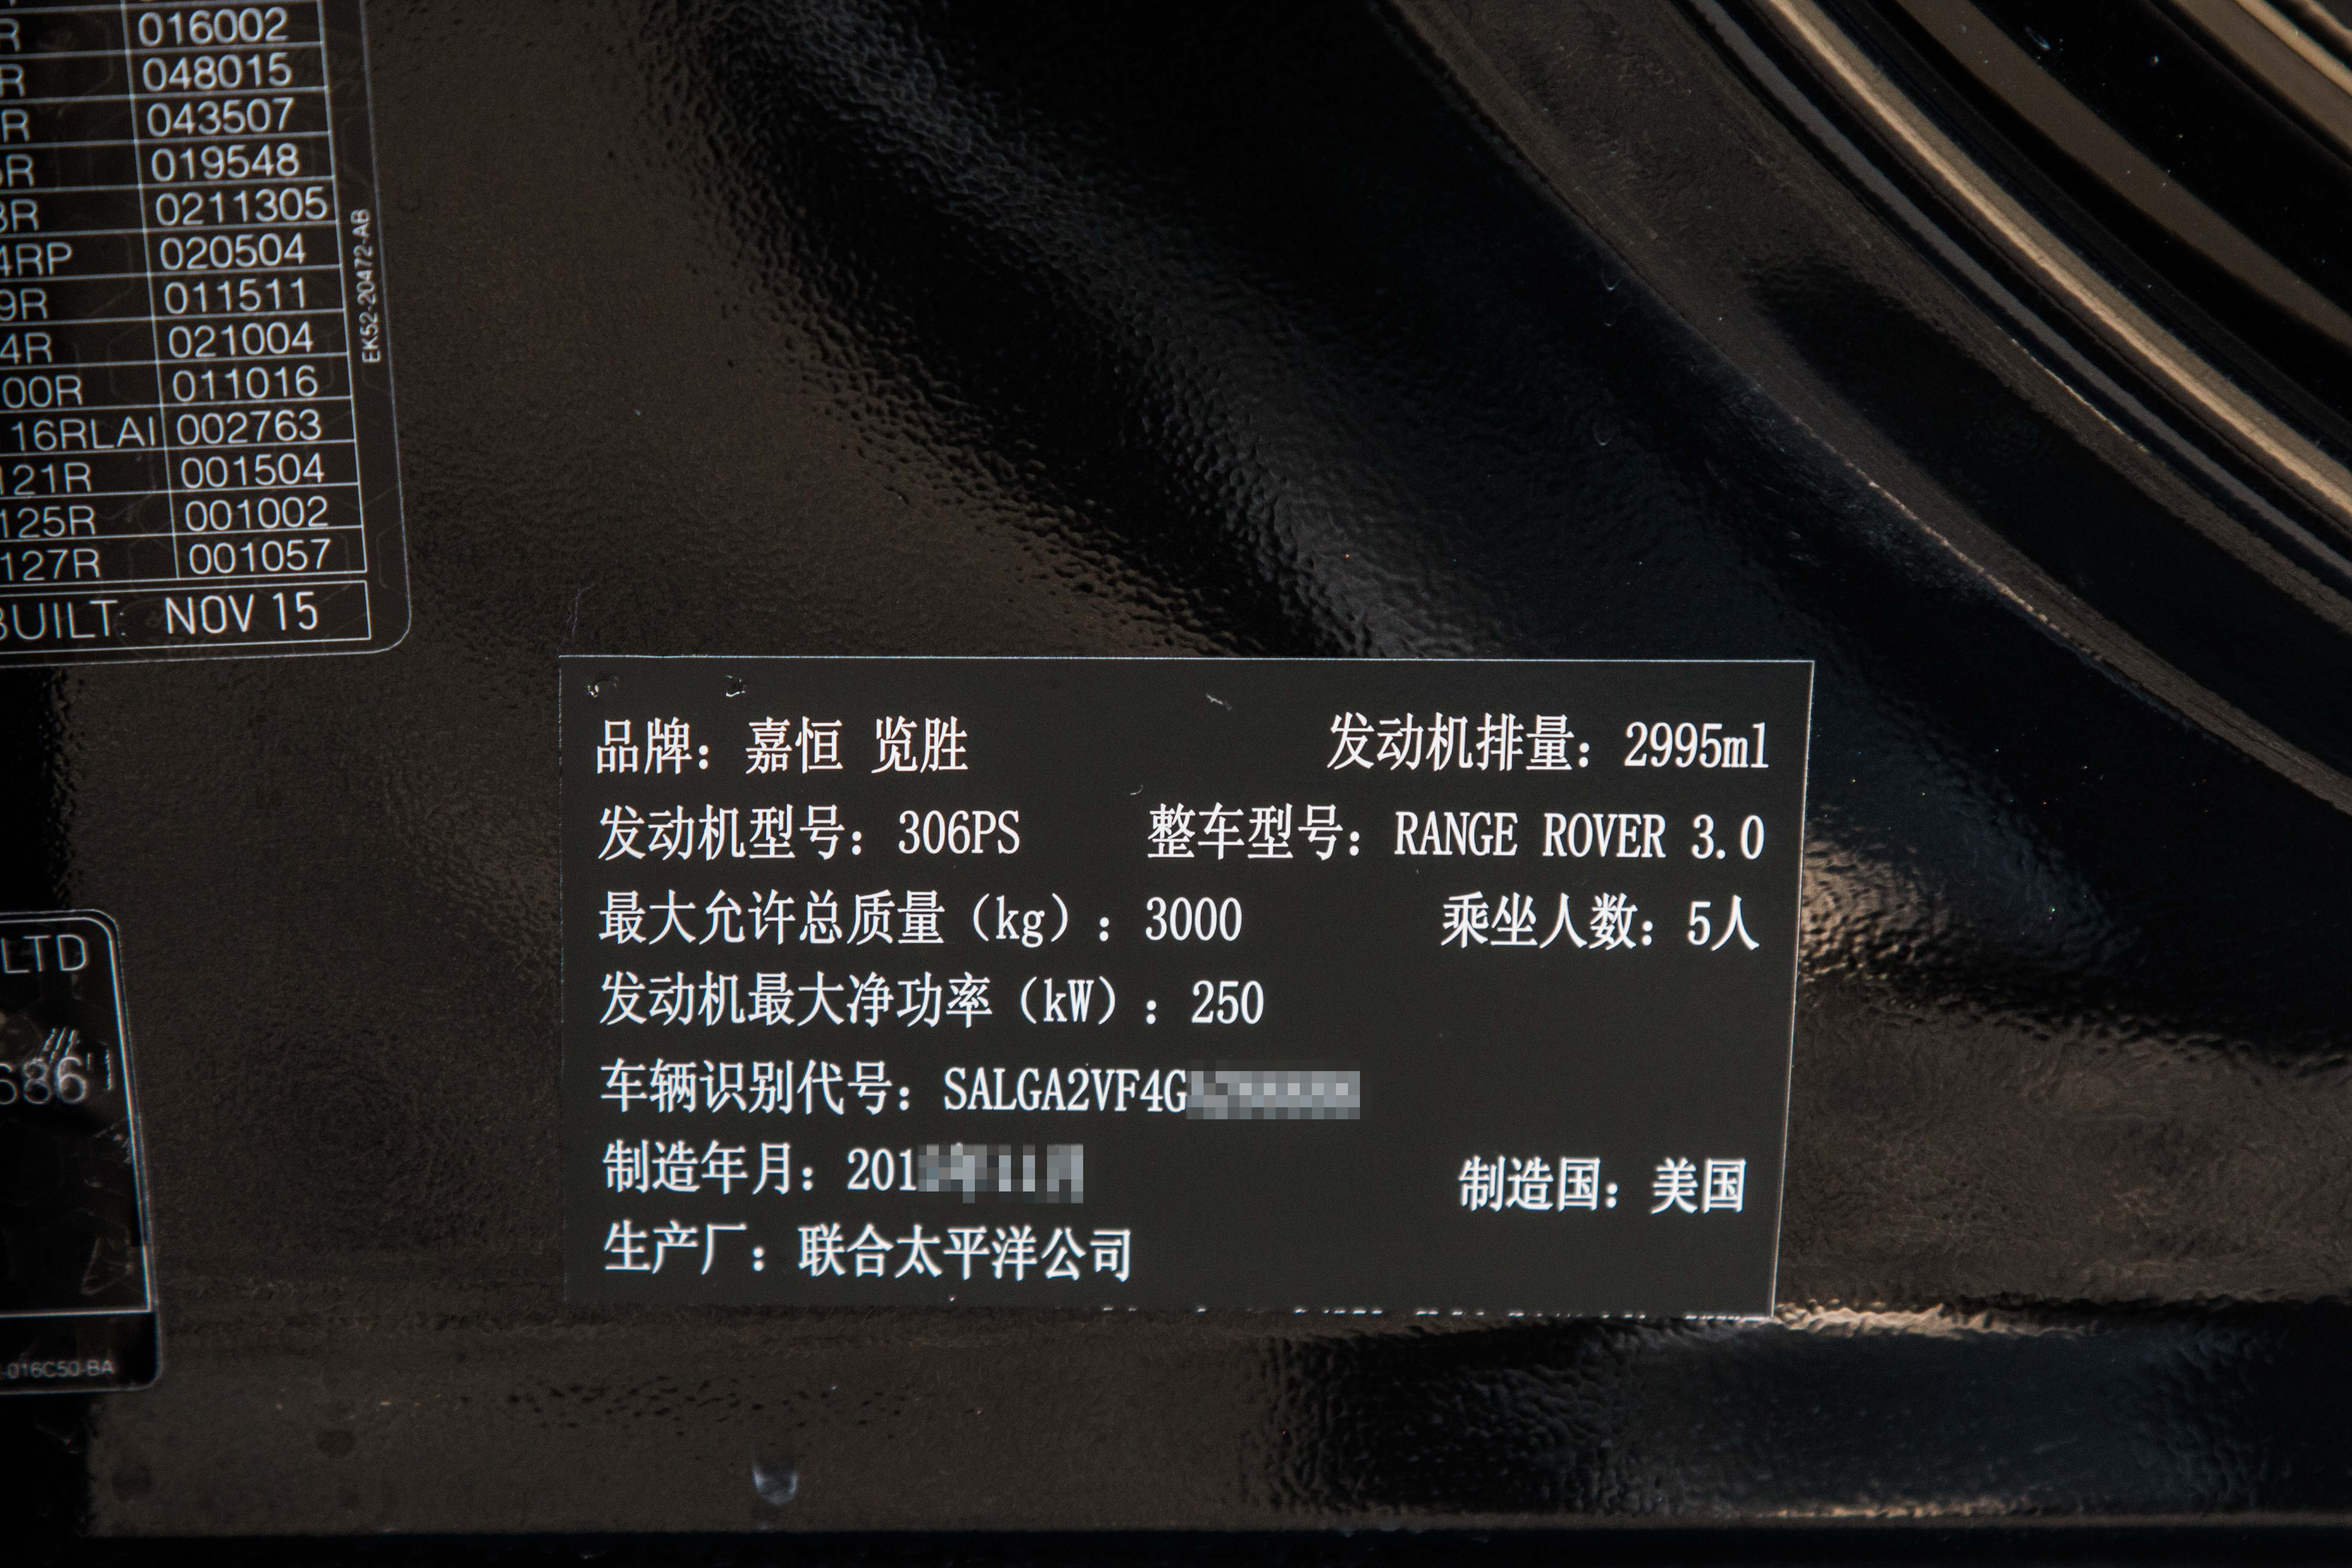 R 016002
R 048015
R 043507
R 019548
8R 0211305
4RP 020504
9R 011511
4R 021004
00R 011016
16RLAI 002763
121R 001504
125R 001002
127R 001057
BUILT NOV 15
EK52-20472-AB
品牌：嘉恒 览胜 发动机排量：2995ml
发动机型号：306PS 整车型号：RANGE ROVER 3.0
最大允许总质量（kg）：3000 乘坐人数：5人
发动机最大净功率（kW）：250
车辆识别代号：SALGA2VF4G
制造年月：201
制造国：美国
生产厂：联合太平洋公司
LTD
686
-016C50-BA